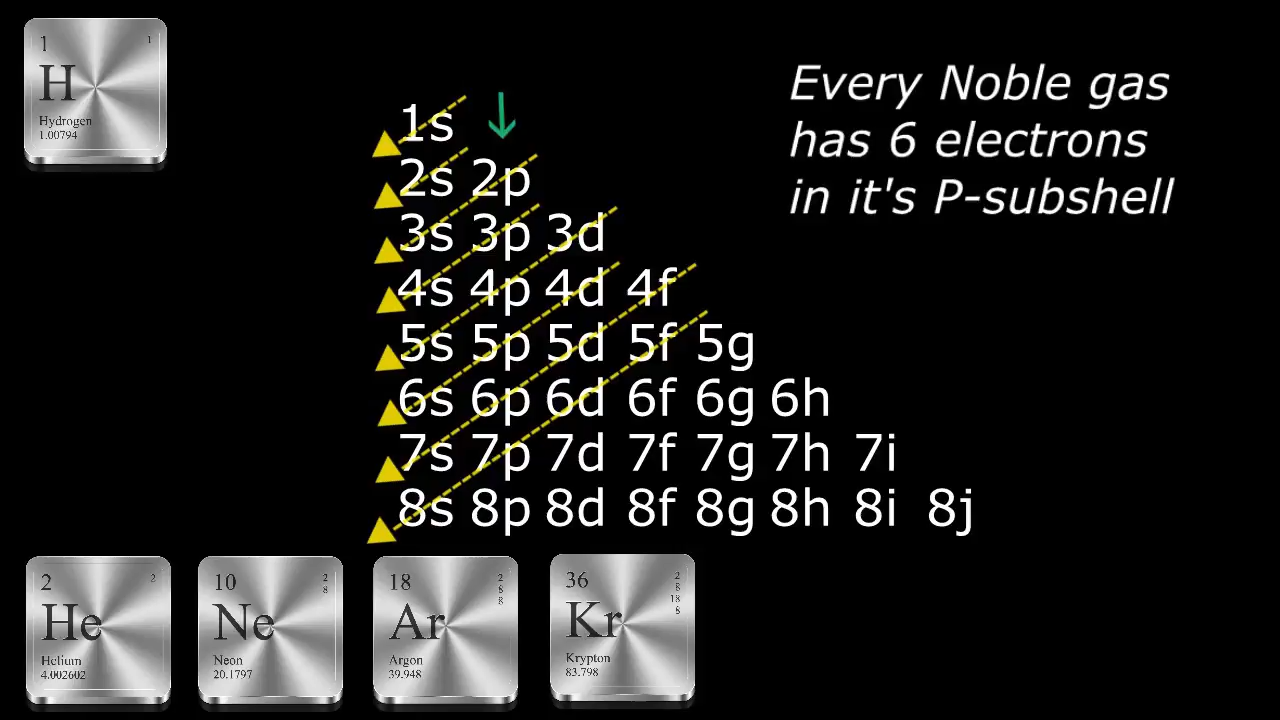 1 1
H
Hydrogen
1.00794
Every Noble gas
has 6 electrons
in it's P-subshell
1s
2s 2p
3s 3p 3d
4s 4p 4d 4f
5s 5p 5d 5f 5g
6s 6p 6d 6f 6g 6h
7s 7p 7d 7f 7g 7h 7i
8s 8p 8d 8f 8g 8h 8i 8j
2 2
He
Helium
4.002602
10 2
8
Ne
Neon
20.1797
18 2
8
8
Ar
Argon
39.948
36 2
8
18
8
Kr
Krypton
83.798